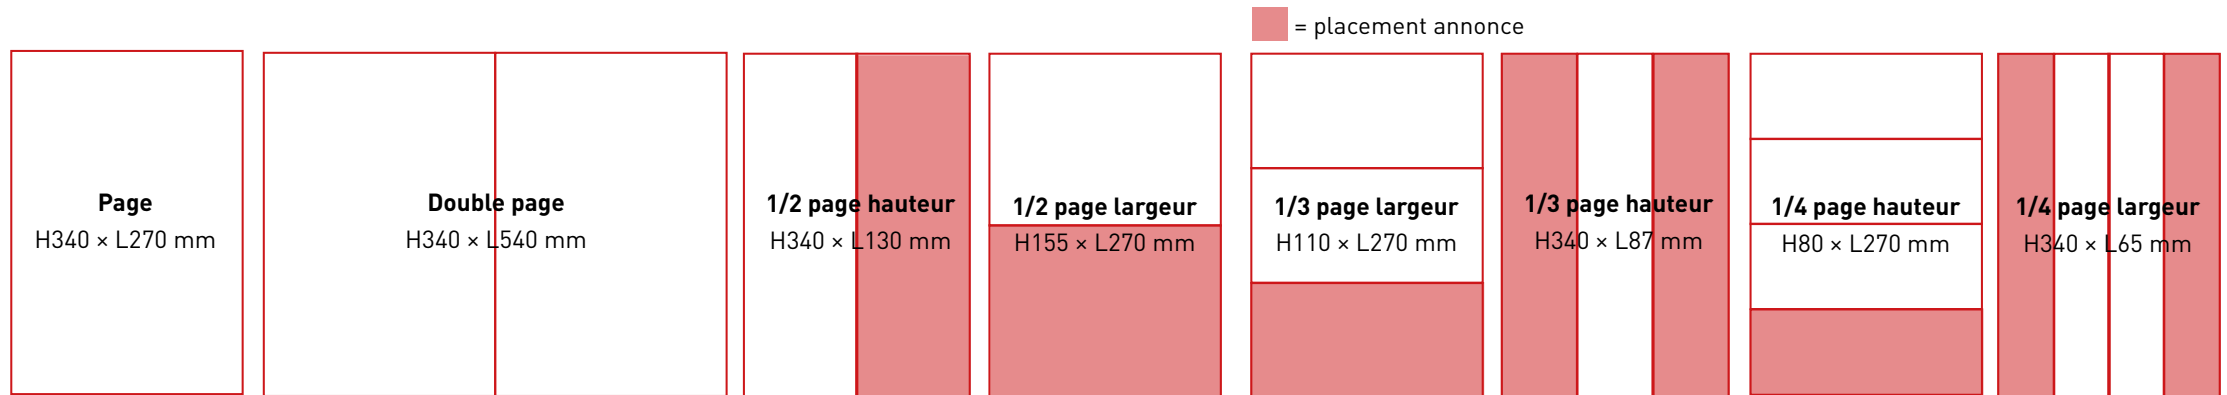 = placement annonce
Page
H340 × L270 mm
Double page
H340 × L540 mm
1/2 page hauteur
H340 × L130 mm
1/2 page largeur
H155 × L270 mm
1/3 page largeur
H110 × L270 mm
1/3 page hauteur
H340 × L87 mm
1/4 page hauteur
H80 × L270 mm
1/4 page largeur
H340 × L65 mm